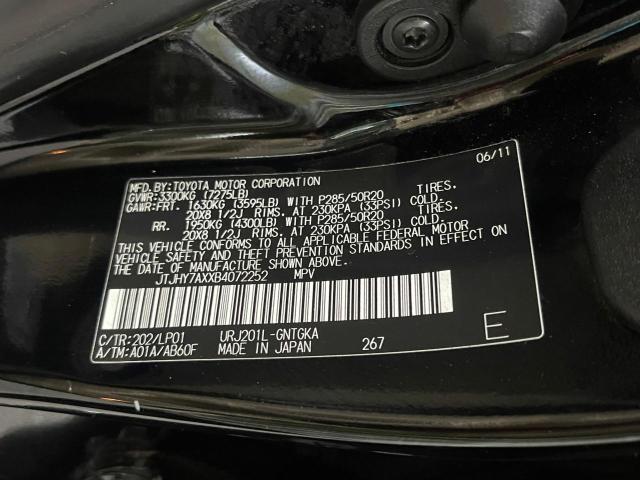 06/11
MFD.BY:TOYOTA MOTOR CORPORATION
GVWR:3300KG (7275LB)
GAWR-FRT. 1630KG (3595LB) WITH P285/50R20 TIRES.
20X8 1/2J RIMS. AT 230KPA (33PSI) COLD.
RR. 1950KG (4300LB) WITH P285/50R20 TIRES.
20X8 1/2J RIMS. AT 230KPA (33PSI) COLD.
THIS VEHICLE CONFORMS TO ALL APPLICABLE FEDERAL MOTOR
VEHICLE SAFETY AND THEFT PREVENTION STANDARDS IN EFFECT
ON THE DATE OF MANUFACTURE SHOWN ABOVE.
JTJHY7AXXB4072252 MPV
C/TR:202/LP01 URJ201L-GNTGKA
A/TM:A01A/AB60F MADE IN JAPAN 267 E